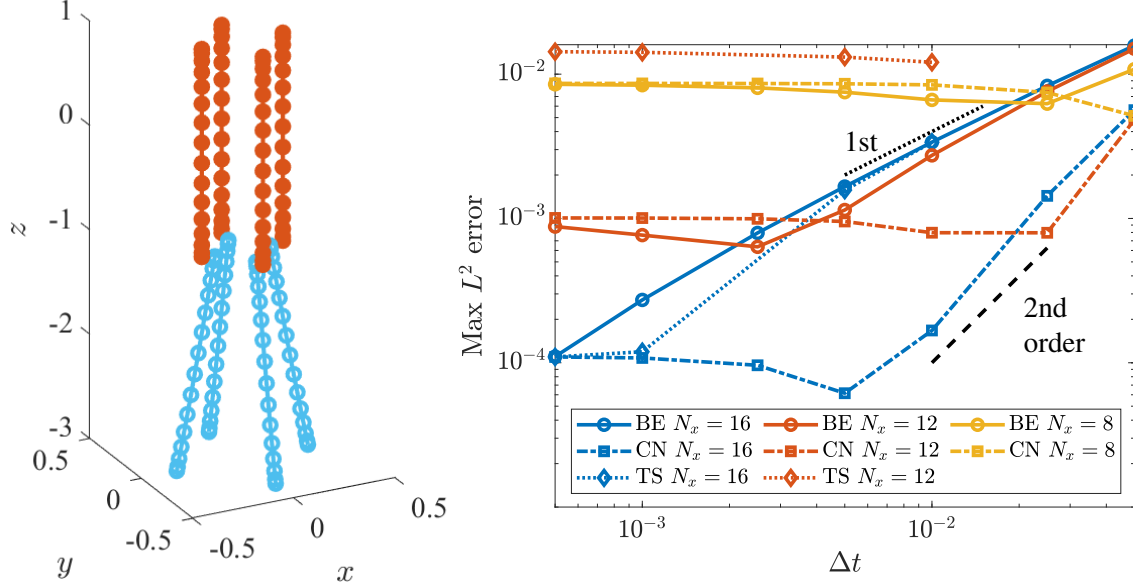 1
0
-1
-2
-3
z
0.5
0
-0.5
y
-0.5
0
0.5
x
10^{-2}
10^{-3}
10^{-4}
Max L^2 error
1st
2nd
order
BE N_x = 16
BE N_x = 12
BE N_x = 8
CN N_x = 16
CN N_x = 12
CN N_x = 8
TS N_x = 16
TS N_x = 12
10^{-3}
10^{-2}
Δt